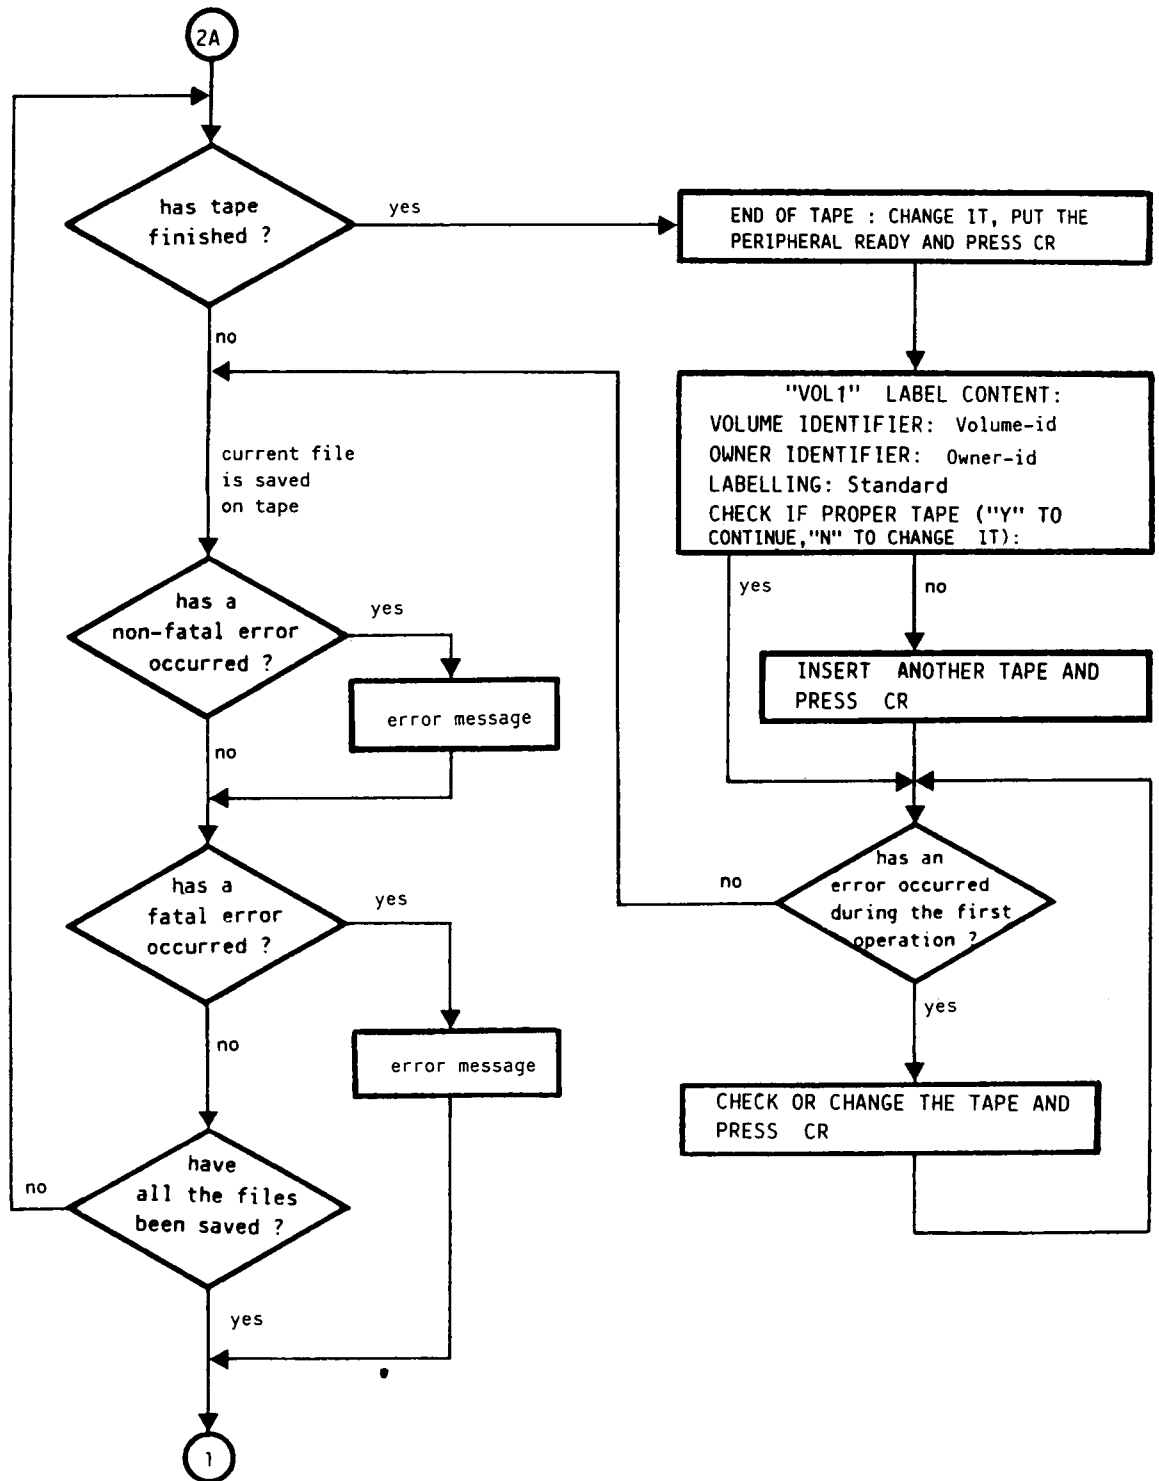 2A
has tape
finished ?
yes
END OF TAPE : CHANGE IT, PUT THE
PERIPHERAL READY AND PRESS CR
no
"VOL1" LABEL CONTENT:
VOLUME IDENTIFIER: Volume-id
OWNER IDENTIFIER: Owner-id
LABELLING: Standard
CHECK IF PROPER TAPE ("Y" TO
CONTINUE,"N" TO CHANGE IT):
current file
is saved
on tape
yes
no
has a
non-fatal error
occurred ?
yes
error message
no
INSERT ANOTHER TAPE AND
PRESS CR
has an
error occurred
during the first
operation ?
no
yes
has a
fatal error
occurred ?
yes
error message
no
CHECK OR CHANGE THE TAPE AND
PRESS CR
have
all the files
been saved ?
no
yes
1